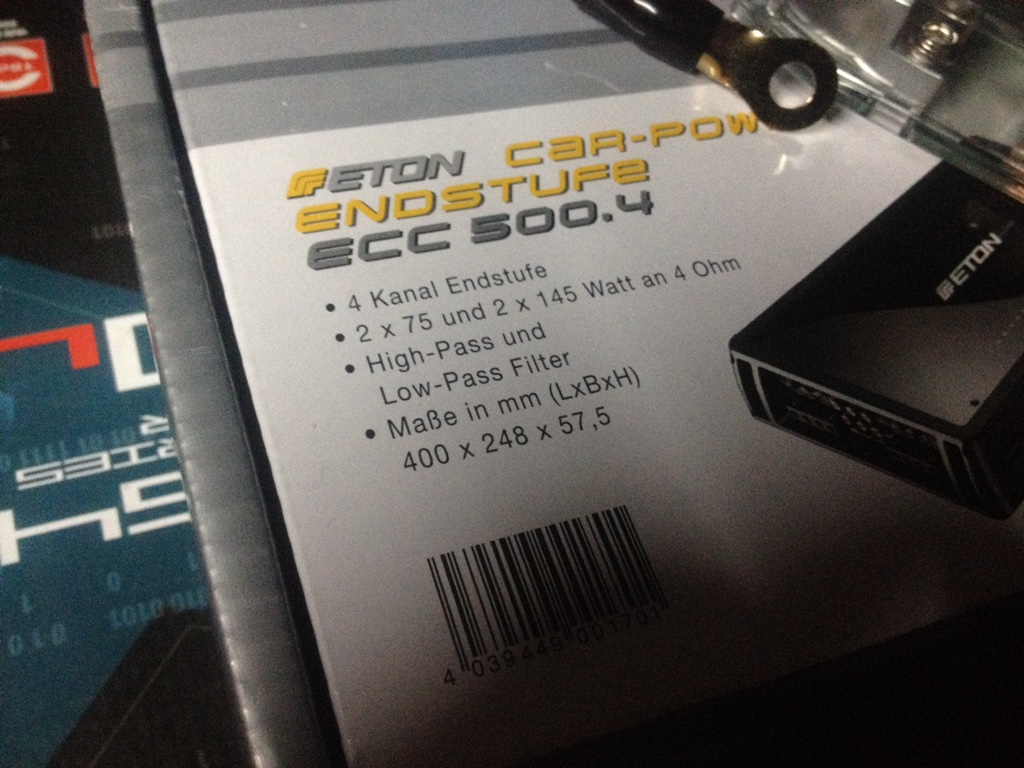 ETON CAR-POW
ENDSTUFE
ECC 500.4
• 4 Kanal Endstufe
• 2 x 75 und 2 x 145 Watt an 4 Ohm
• High-Pass und
Low-Pass Filter
• Maße in mm (LxBxH)
400 x 248 x 57,5
4 039449 001701
ETON
SERIES